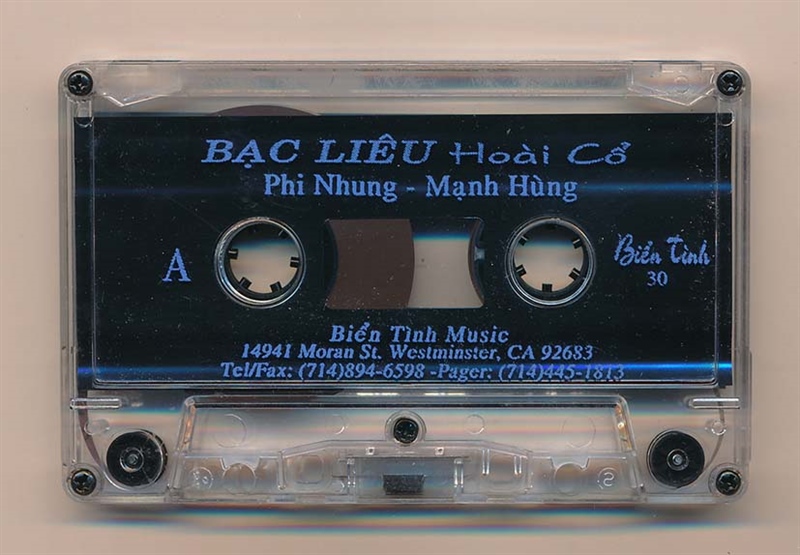 BẠC LIÊU Hoài Cổ
Phi Nhung - Mạnh Hùng
A
Biển Tình
30
Biển Tình Music
14941 Moran St. Westminster, CA 92683
Tel/Fax: (714)894-6598 -Pager: (714)445-1813